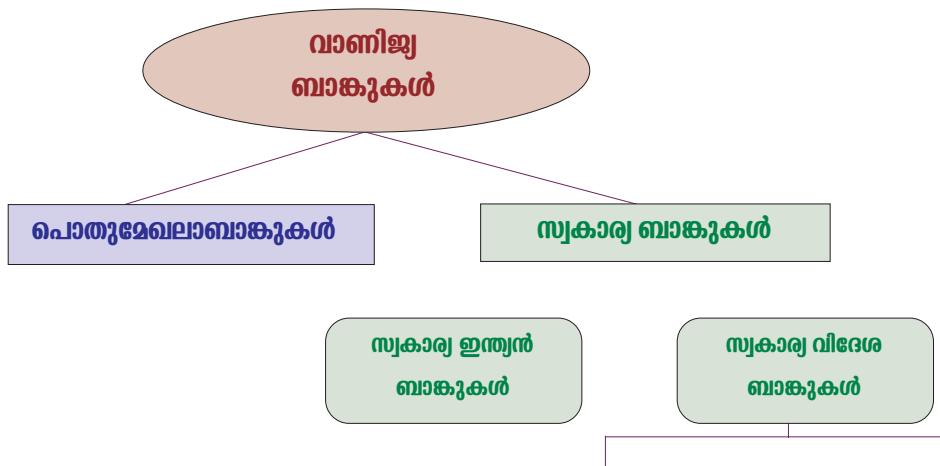 വാണിജ്യ
ബാങ്കുകൾ
പൊതുമേഖലാബാങ്കുകൾ
സ്വകാര്യ ബാങ്കുകൾ
സ്വകാര്യ ഇന്ത്യൻ
ബാങ്കുകൾ
സ്വകാര്യ വിദേശ
ബാങ്കുകൾ